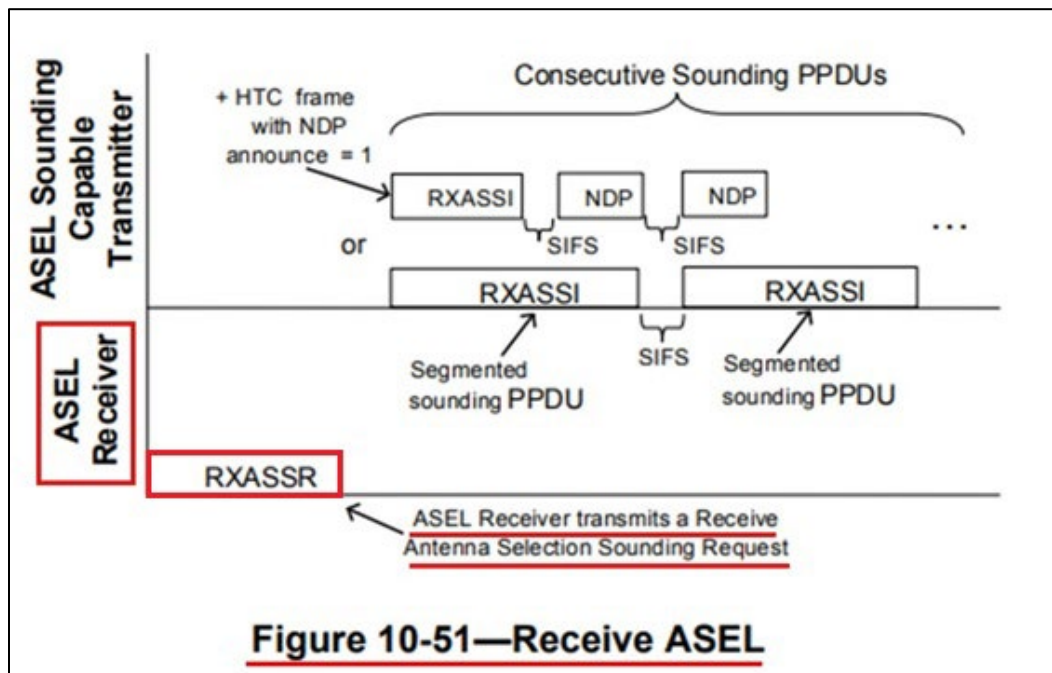 ASEL Sounding
Capable
Transmitter
Consecutive Sounding PPDUs
+ HTC frame
with NDP
announce = 1
RXASSI
NDP
NDP
SIFS
SIFS
...
or
RXASSI
RXASSI
SIFS
Segmented
sounding PPDU
Segmented
sounding PPDU
ASEL
Receiver
RXASSR
ASEL Receiver transmits a Receive
Antenna Selection Sounding Request
Figure 10-51—Receive ASEL